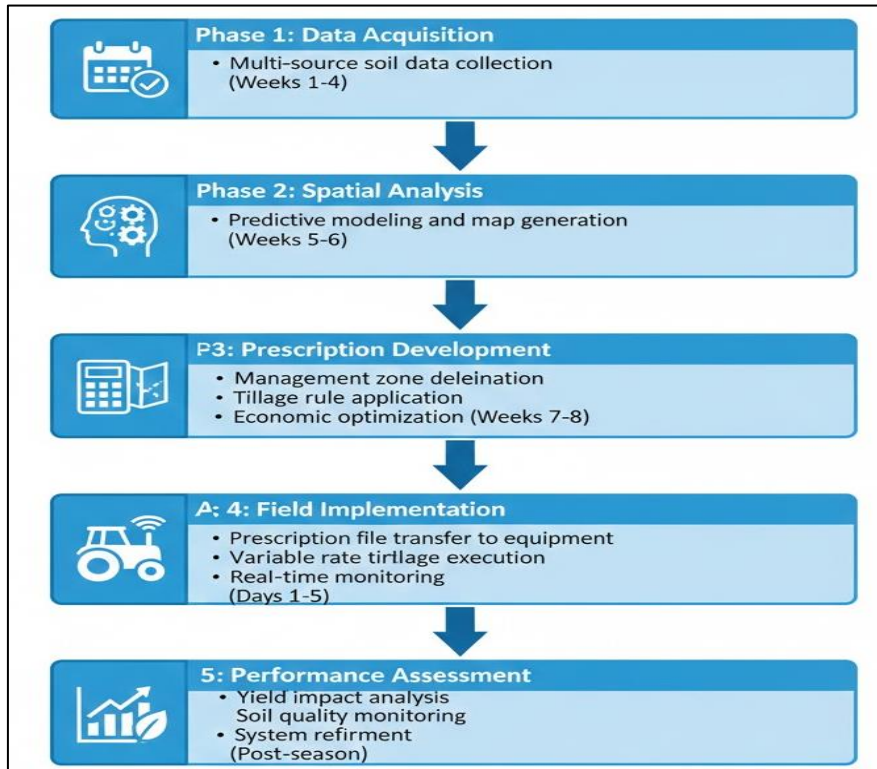 Phase 1: Data Acquisition
• Multi-source soil data collection
(Weeks 1-4)
Phase 2: Spatial Analysis
• Predictive modeling and map generation
(Weeks 5-6)
P3: Prescription Development
• Management zone deleination
• Tillage rule application
• Economic optimization (Weeks 7-8)
A; 4: Field Implementation
• Prescription file transfer to equipment
• Variable rate tirtlage execution
• Real-time monitoring
(Days 1-5)
5: Performance Assessment
• Yield impact analysis
Soil quality monitoring
• System refirment
(Post-season)